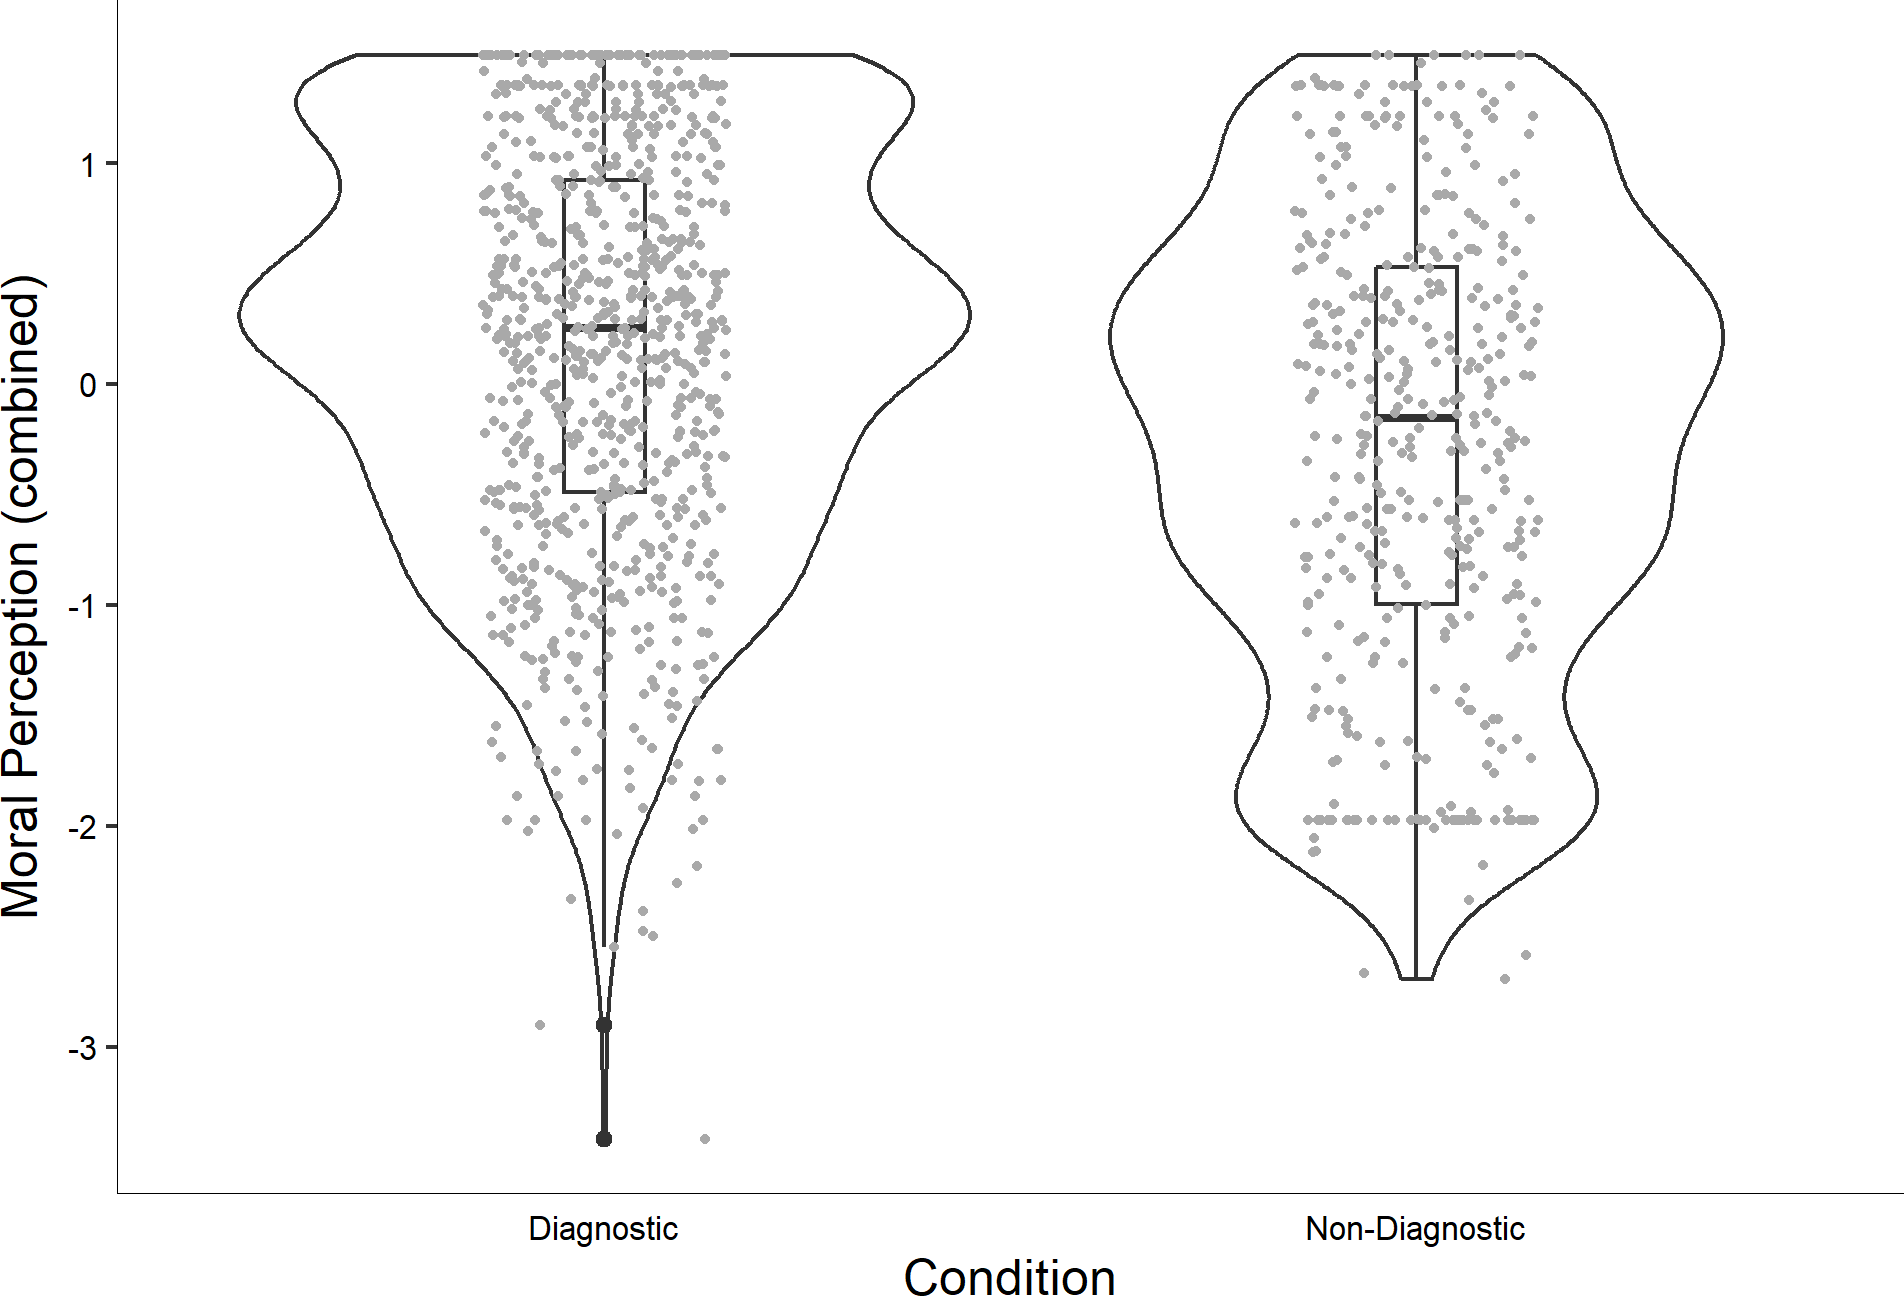 Moral Perception (combined)
1
0
-1
-2
-3
Diagnostic
Non-Diagnostic
Condition